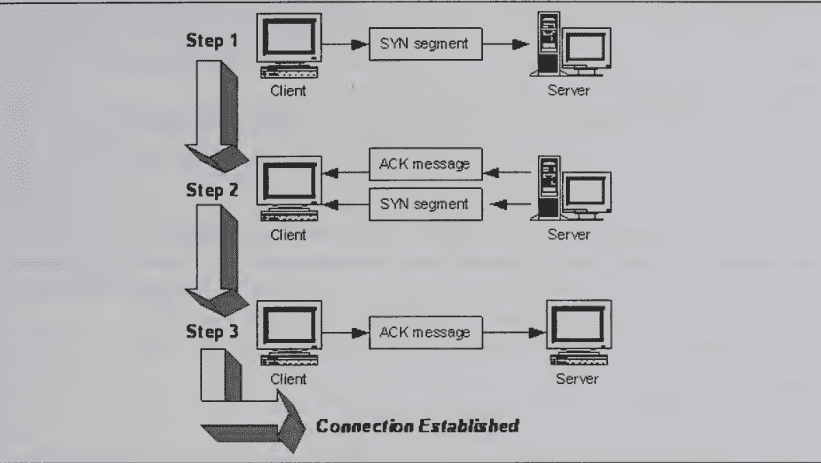 Step 1
SYN segment
Client
Server
ACK message
Step 2
SYN segment
Client
Server
Step 3
ACK message
Client
Server
Connection Established